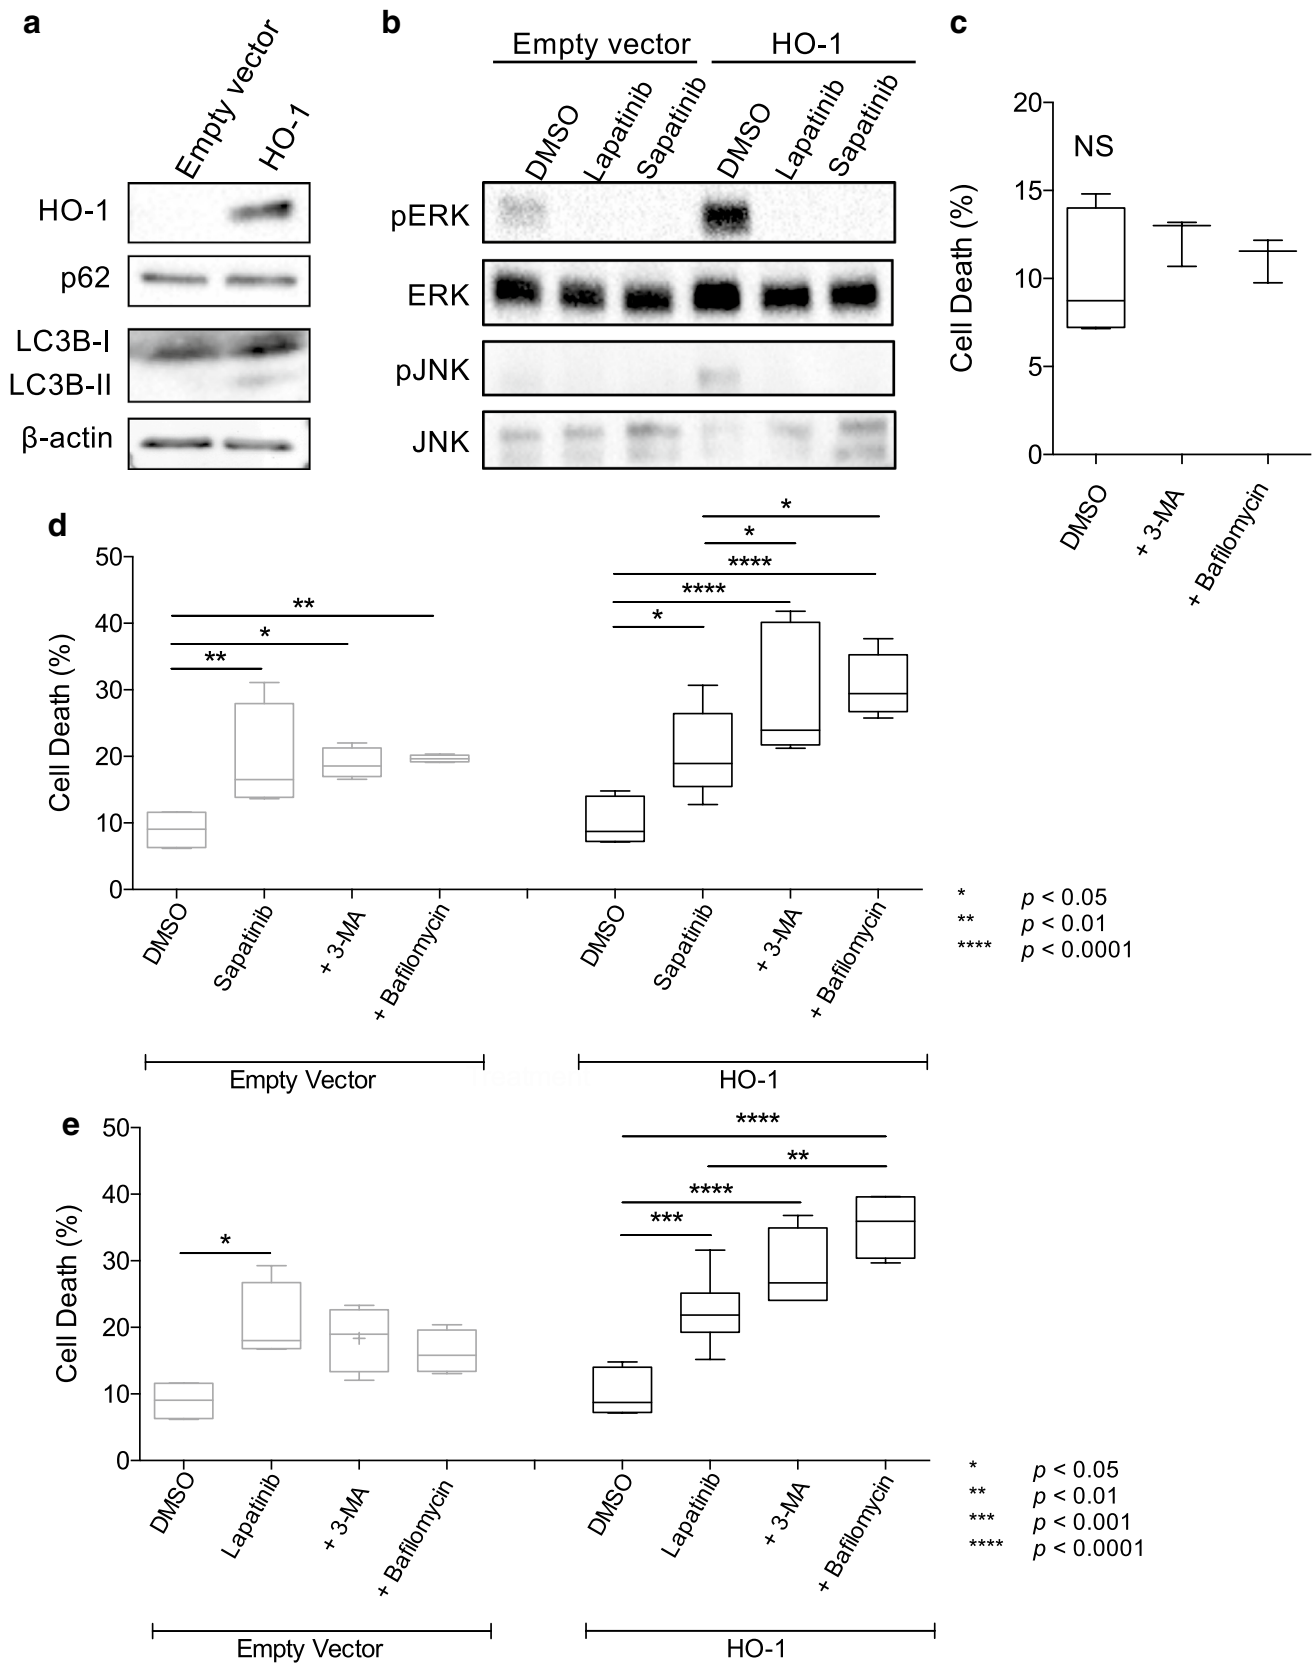 a
Empty vector
HO-1
HO-1
p62
LC3B-I
LC3B-II
β-actin
b
Empty vector
HO-1
DMSO
Lapatinib
Sapatinib
DMSO
Lapatinib
Sapatinib
pERK
ERK
pJNK
JNK
c
Cell Death (%)
20
15
10
5
0
NS
DMSO
+ 3-MA
+ Bafilomycin
d
Cell Death (%)
50
40
30
20
10
0
**
*
**
*
*
****
****
*
DMSO
Sapatinib
+ 3-MA
+ Bafilomycin
DMSO
Sapatinib
+ 3-MA
+ Bafilomycin
Empty Vector
HO-1
* p < 0.05
** p < 0.01
**** p < 0.0001
e
Cell Death (%)
50
40
30
20
10
0
*
****
**
****
***
DMSO
Lapatinib
+ 3-MA
+ Bafilomycin
DMSO
Lapatinib
+ 3-MA
+ Bafilomycin
Empty Vector
HO-1
* p < 0.05
** p < 0.01
*** p < 0.001
**** p < 0.0001